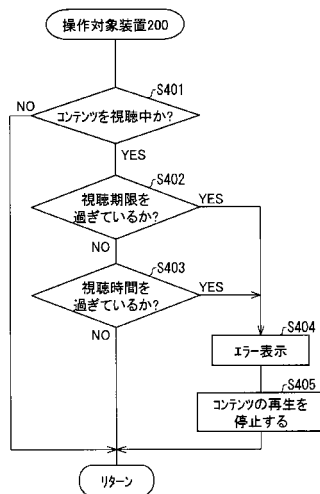 操作対象装置200
S401
コンテンツを視聴中か?
NO
YES
S402
視聴期限を
過ぎているか?
YES
NO
S403
視聴時間を
過ぎているか?
YES
NO
S404
エラー表示
S405
コンテンツの再生を
停止する
リターン